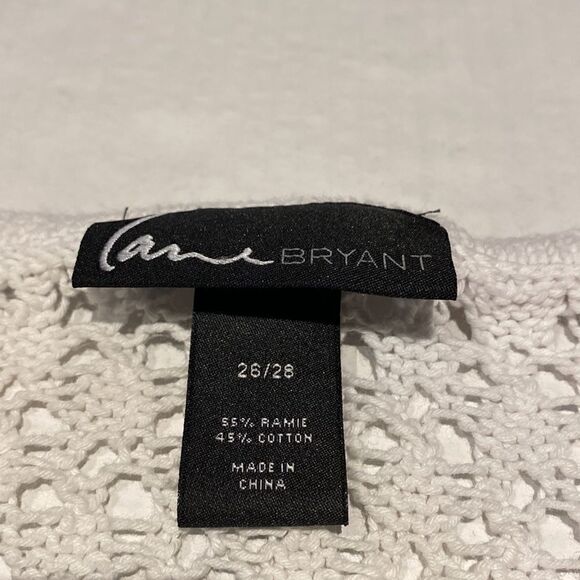 Lane BRYANT
26/28
55% RAMIE
45% COTTON
MADE IN
CHINA